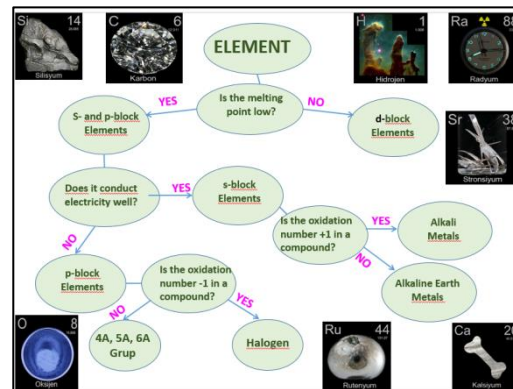 Si 14
Silisyum
C 6
Karbon
ELEMENT
H 1
Hidrojen
Ra 88
Radyum
Is the melting
point low?
YES
NO
S- and p-block
Elements
d-block
Elements
Sr 38
Stronsiyum
Does it conduct
electricity well?
YES
s-block
Elements
Is the oxidation
number +1 in a
compound?
YES
Alkali
Metals
NO
NO
p-block
Elements
Is the oxidation
number -1 in a
compound?
Alkaline Earth
Metals
NO
YES
O 8
Oksijen
4A, 5A, 6A
Grup
Halogen
Ru 44
Rutenyum
Ca 20
Kalsiyum